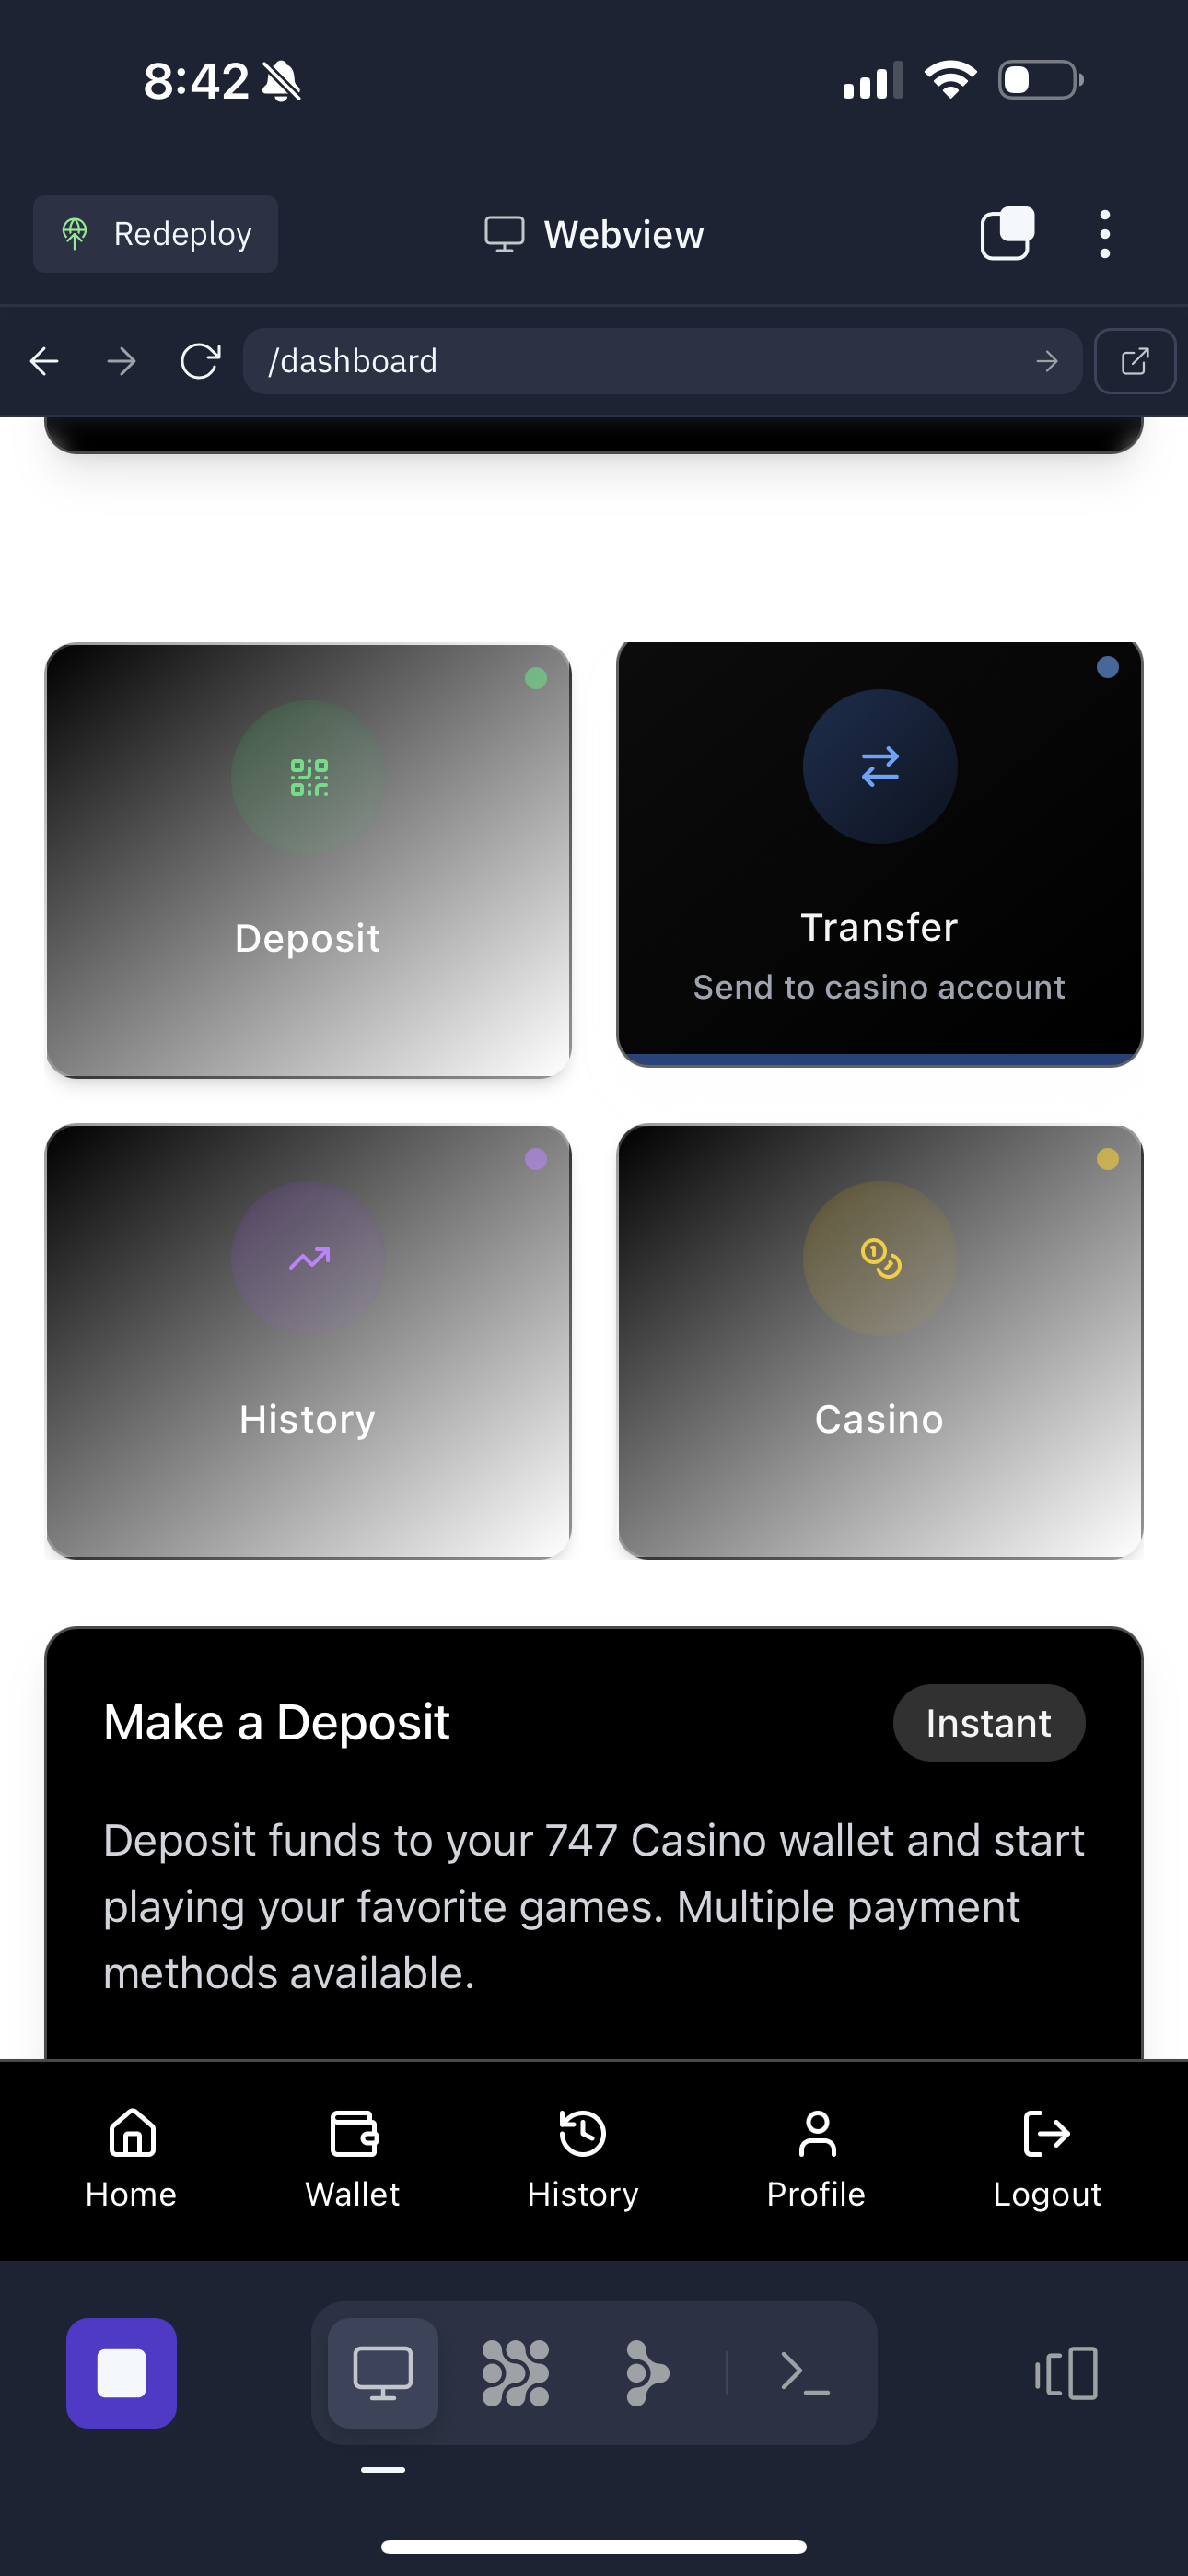 8:42
Redeploy
Webview
/dashboard
Deposit
Transfer
Send to casino account
History
Casino
Make a Deposit
Instant
Deposit funds to your 747 Casino wallet and start
playing your favorite games. Multiple payment
methods available.
Home
Wallet
History
Profile
Logout